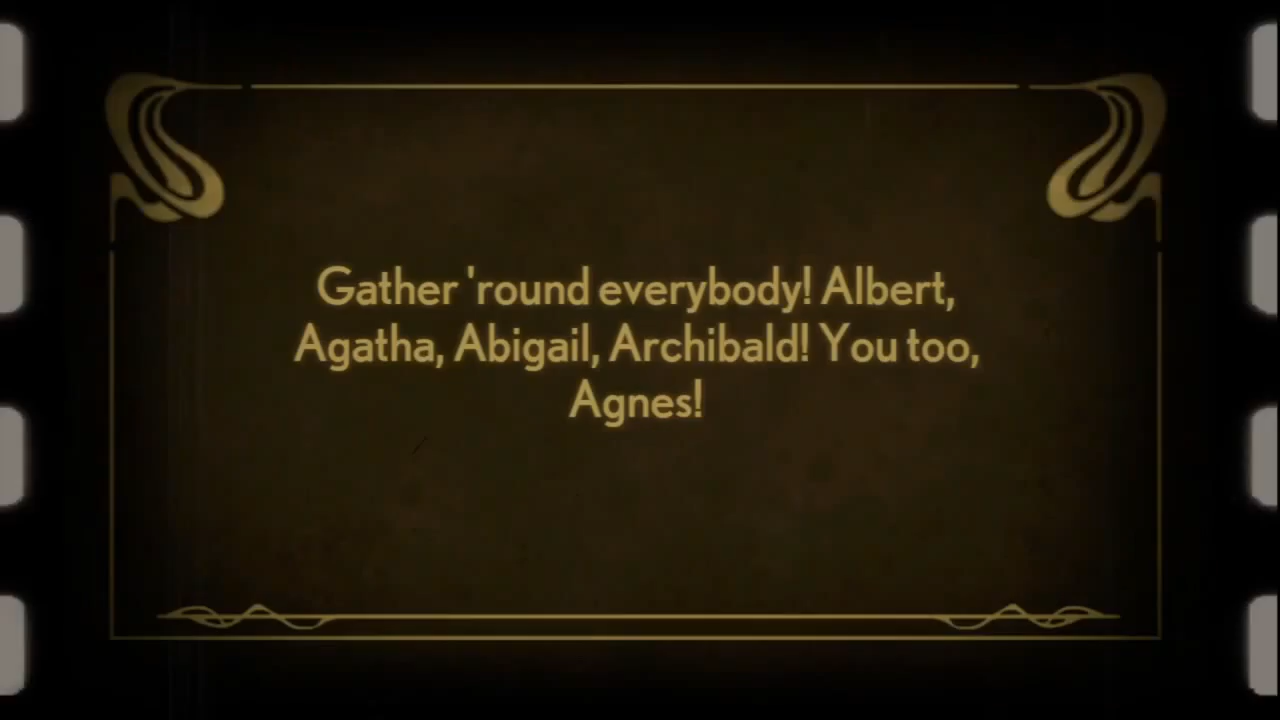 Gather 'round everybody! Albert,
Agatha, Abigail, Archibald! You too,
Agnes!